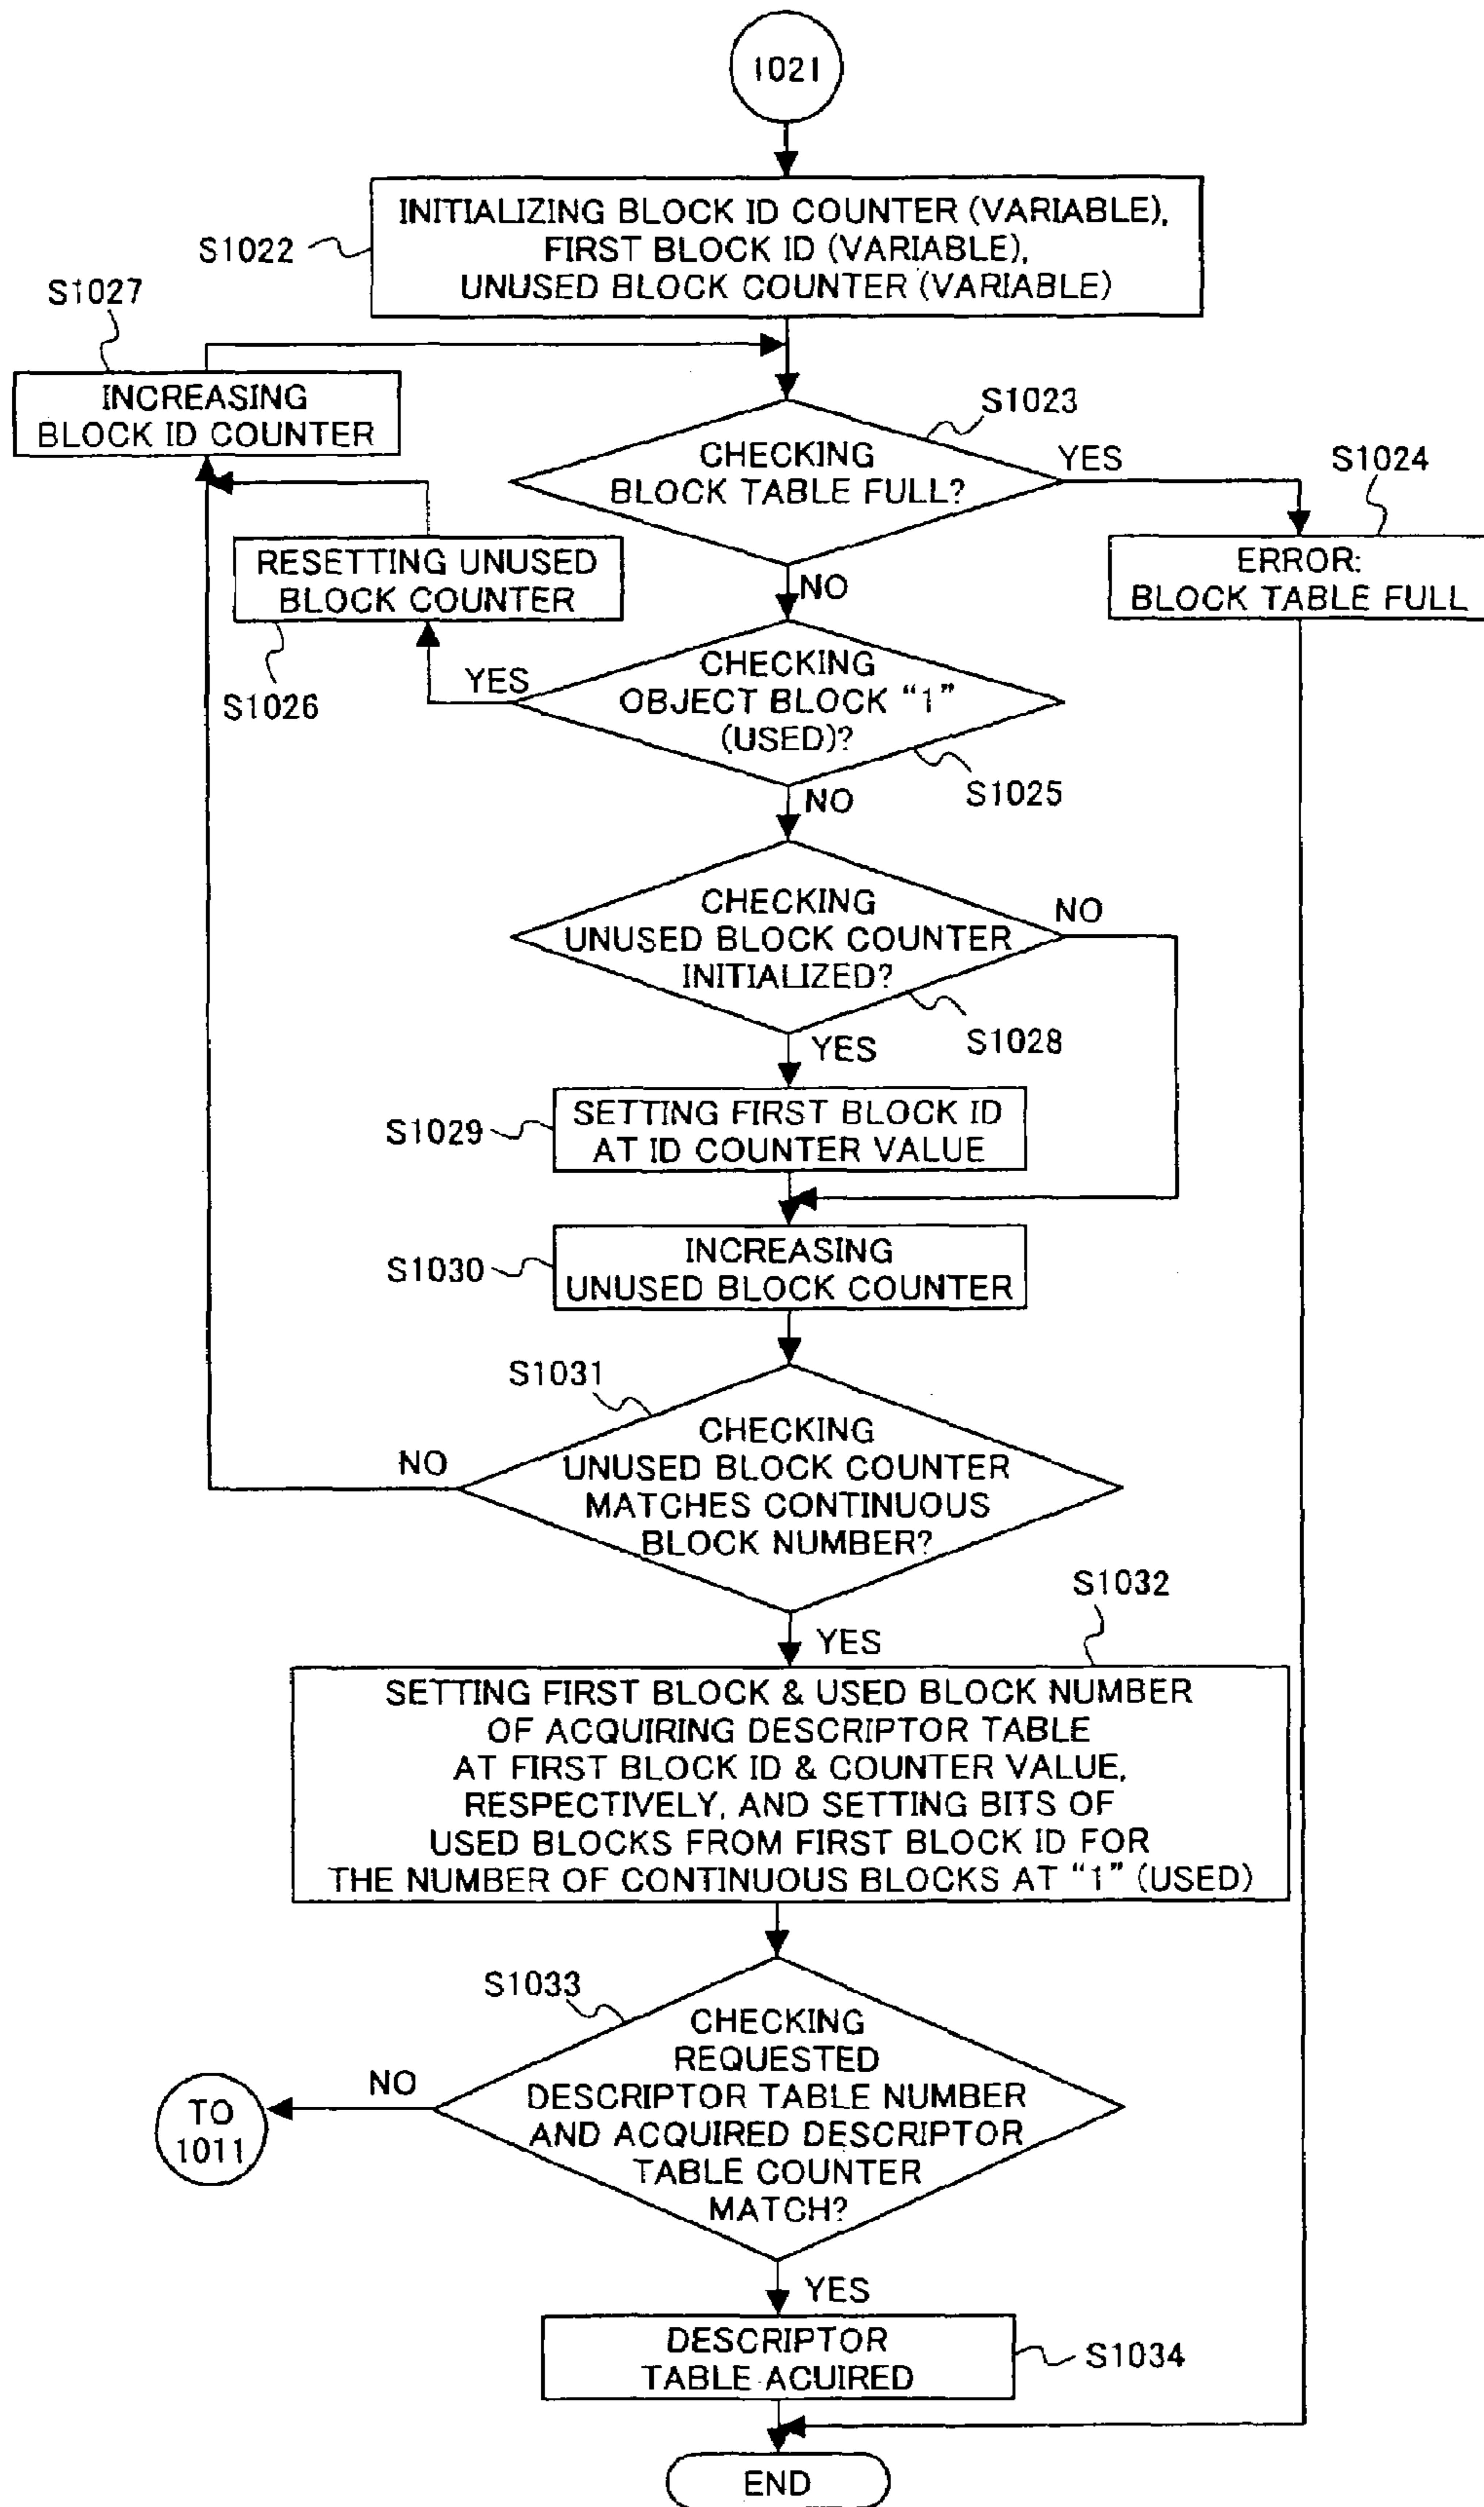 1021
INITIALIZING BLOCK ID COUNTER (VARIABLE),
FIRST BLOCK ID (VARIABLE),
UNUSED BLOCK COUNTER (VARIABLE)
S1022
S1027
INCREASING
BLOCK ID COUNTER
S1023
CHECKING
BLOCK TABLE FULL?
YES
S1024
ERROR:
BLOCK TABLE FULL
NO
RESETTING UNUSED
BLOCK COUNTER
S1026
YES
CHECKING
OBJECT BLOCK “1”
(USED)?
S1025
NO
CHECKING
UNUSED BLOCK COUNTER
INITIALIZED?
NO
S1028
YES
S1029
SETTING FIRST BLOCK ID
AT ID COUNTER VALUE
S1030
INCREASING
UNUSED BLOCK COUNTER
S1031
CHECKING
UNUSED BLOCK COUNTER
MATCHES CONTINUOUS
BLOCK NUMBER?
NO
YES
S1032
SETTING FIRST BLOCK & USED BLOCK NUMBER
OF ACQUIRING DESCRIPTOR TABLE
AT FIRST BLOCK ID & COUNTER VALUE,
RESPECTIVELY, AND SETTING BITS OF
USED BLOCKS FROM FIRST BLOCK ID FOR
THE NUMBER OF CONTINUOUS BLOCKS AT “1” (USED)
S1033
CHECKING
REQUESTED
DESCRIPTOR TABLE NUMBER
AND ACQUIRED DESCRIPTOR
TABLE COUNTER
MATCH?
NO
TO
1011
YES
DESCRIPTOR
TABLE ACUIRED
S1034
END